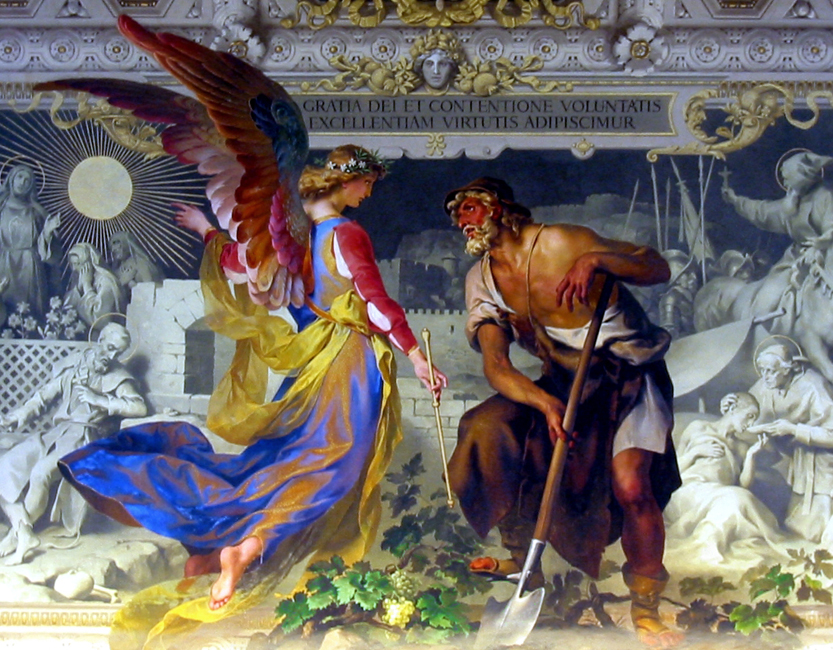 GRATIA DEI ET CONTENTIONE VOLUNTATIS
EXCELLENTIAM VIRTUTIS ADIPISCIMUR